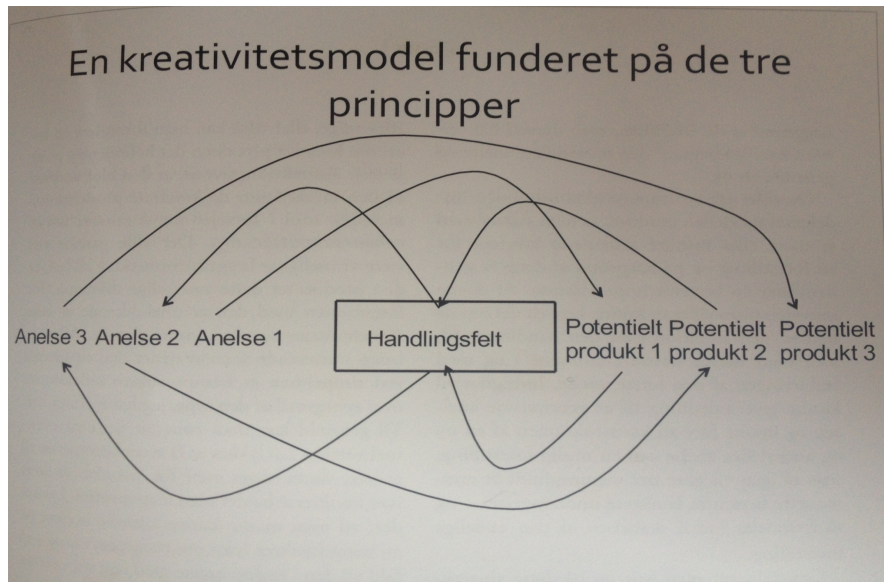 En kreativitetsmodel funderet på de tre
principper
Anelse 3 Anelse 2 Anelse 1 Handlingsfelt Potentielt Potentielt Potentielt
produkt 1 produkt 2 produkt 3